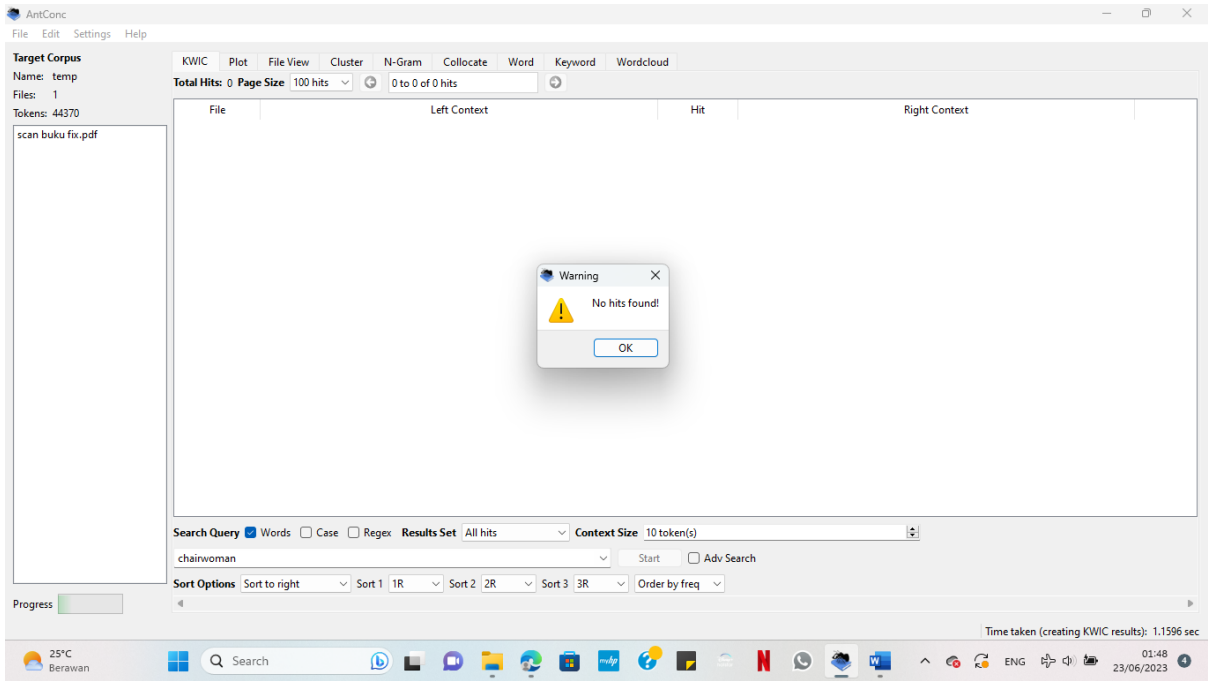 AntConc
File Edit Settings Help
Target Corpus
Name: temp
Files: 1
Tokens: 44370
scan buku fix.pdf
Progress
KWIC Plot File View Cluster N-Gram Collocate Word Keyword Wordcloud
Total Hits: 0 Page Size 100 hits 0 to 0 of 0 hits
File Left Context Hit Right Context
Warning
No hits found!
OK
Search Query Words Case Regex Results Set All hits Context Size 10 token(s)
chairwoman Start Adv Search
Sort Options Sort to right Sort 1 1R Sort 2 2R Sort 3 3R Order by freq
Time taken (creating KWIC results): 1.1596 sec
25°C
Berawan
Search
ENG
01:48
23/06/2023
4